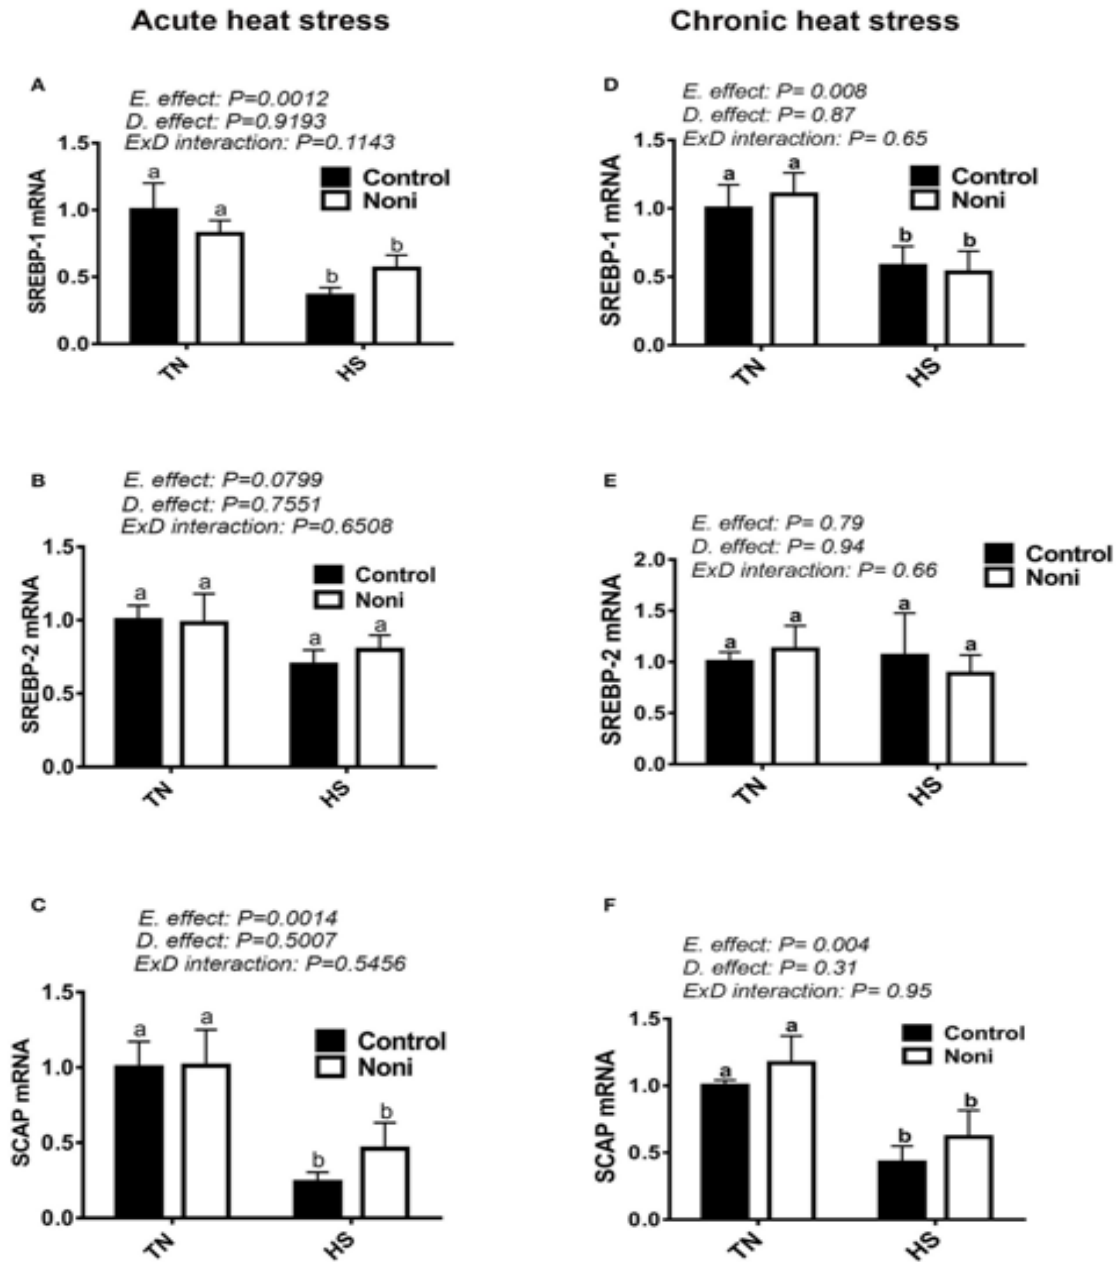 Acute heat stress
Chronic heat stress
A
E. effect: P=0.0012
D. effect: P=0.9193
ExD interaction: P=0.1143
1.5
1.0
0.5
0.0
SREBP-1 mRNA
a
a
b
b
Control
Noni
TN
HS
D
E. effect: P= 0.008
D. effect: P= 0.87
ExD interaction: P= 0.65
1.5
1.0
0.5
0.0
SREBP-1 mRNA
a
a
b
b
Control
Noni
TN
HS
B
E. effect: P=0.0799
D. effect: P=0.7551
ExD interaction: P=0.6508
1.5
1.0
0.5
0.0
SREBP-2 mRNA
a
a
a
a
Control
Noni
TN
HS
E
E. effect: P= 0.79
D. effect: P= 0.94
ExD interaction: P= 0.66
2.0
1.5
1.0
0.5
0.0
SREBP-2 mRNA
a
a
a
a
Control
Noni
TN
HS
C
E. effect: P=0.0014
D. effect: P=0.5007
ExD interaction: P=0.5456
1.5
1.0
0.5
0.0
SCAP mRNA
a
a
b
b
Control
Noni
TN
HS
F
E. effect: P= 0.004
D. effect: P= 0.31
ExD interaction: P= 0.95
1.5
1.0
0.5
0.0
SCAP mRNA
a
a
b
b
Control
Noni
TN
HS